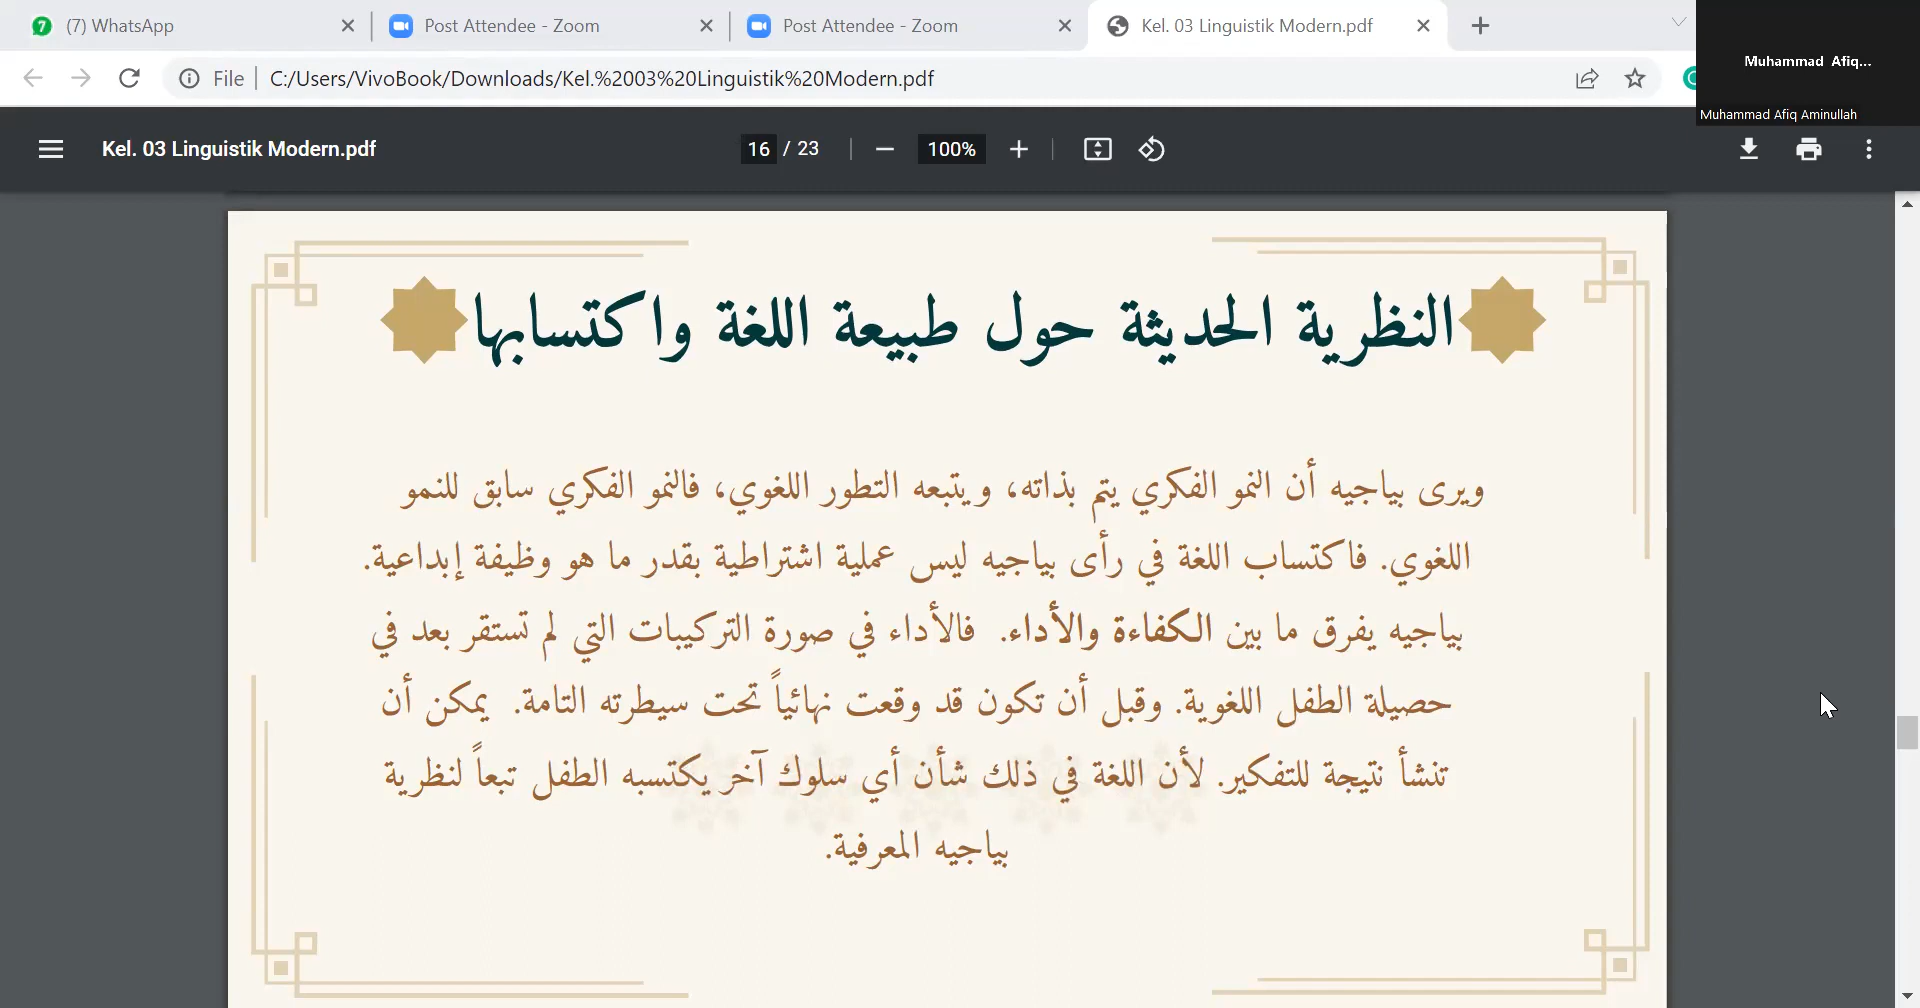 (7) WhatsApp
Post Attendee - Zoom
Post Attendee - Zoom
Kel. 03 Linguistik Modern.pdf
File
C:/Users/VivoBook/Downloads/Kel.%2003%20Linguistik%20Modern.pdf
Muhammad Afiq...
Muhammad Afiq Aminullah
Kel. 03 Linguistik Modern.pdf
16 / 23
100%
النظرية الحديثة حول طبيعة اللغة واكتسابها
ويرى بياجيه أن النمو الفكري يتم بذاته، ويتبعه التطور اللغوي، فالنمو الفكري سابق للنمو
اللغوي. فاكتساب اللغة في رأى بياجيه ليس عملية اشتراطية بقدر ما هو وظيفة إبداعية.
بياجيه يفرق ما بين الكفاءة والأداء. فالأداء في صورة التركيبات التي لم تستقر بعد في
حصيلة الطفل اللغوية. وقبل أن تكون قد وقعت نهائياً تحت سيطرته التامة. يمكن أن
تنشأ نتيجة للتفكير. لأن اللغة في ذلك شأن أي سلوك آخر يكتسبه الطفل تبعاً لنظرية
بياجيه المعرفية.